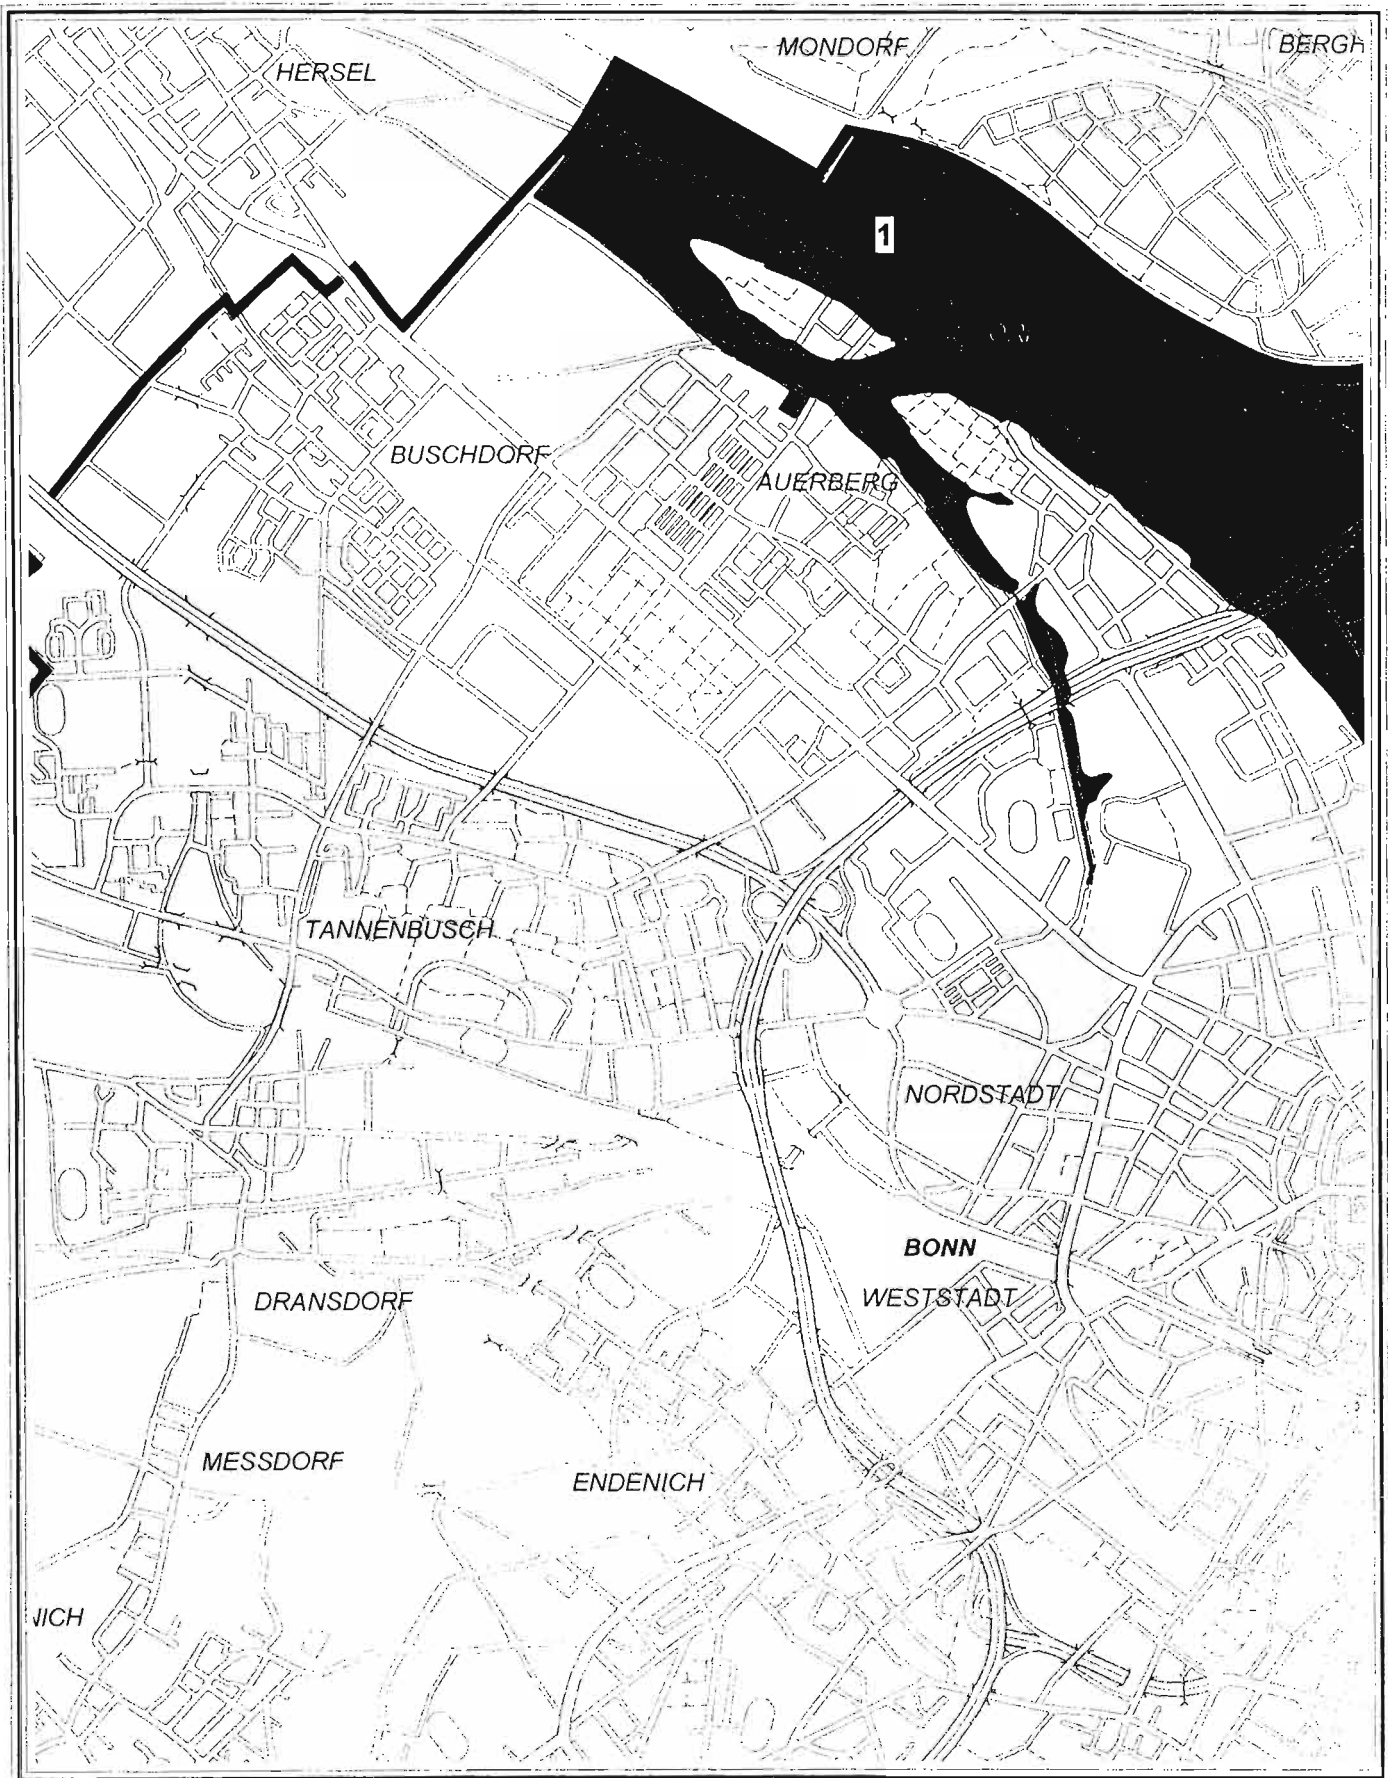 MONDORF
BERGH
HERSEL
1
BUSCHDORF
AUERBERG
TANNENBUSCH
NORDSTADT
BONN
WESTSTADT
DRANSDORF
MESSDORF
ENDENICH
NICH